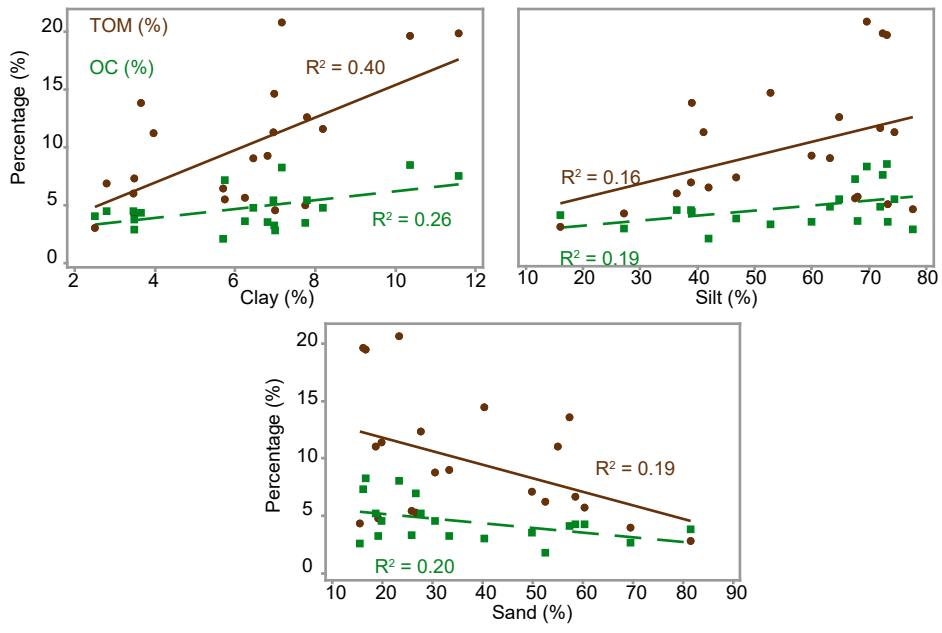 TOM (%)
OC (%)
R² = 0.40
R² = 0.26
Percentage (%)
20
15
10
5
0
2 4 6 8 10 12
Clay (%)
R² = 0.16
R² = 0.19
10 20 30 40 50 60 70 80
Silt (%)
Percentage (%)
20
15
10
5
0
R² = 0.19
R² = 0.20
10 20 30 40 50 60 70 80 90
Sand (%)